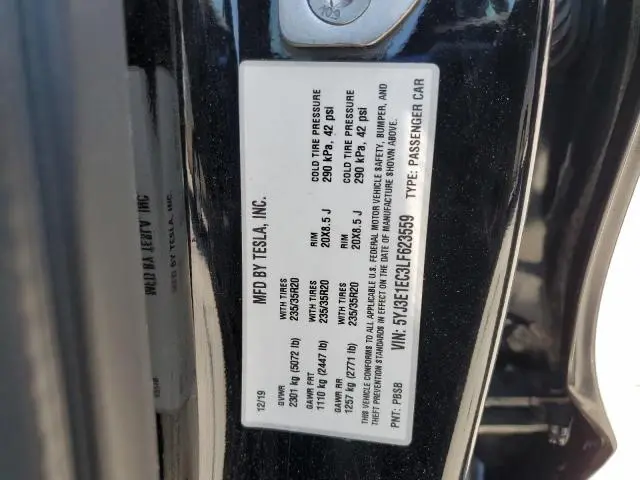 MFD BY TESLA, INC.
12/19
GVWR
2301 kg (5072 lb)
WITH TIRES
235/35R20
RIM
20X8.5 J
COLD TIRE PRESSURE
290 kPa, 42 psi
GAWR FRT
1110 kg (2447 lb)
WITH TIRES
235/35R20
GAWR RR
1257 kg (2771 lb)
WITH TIRES
235/35R20
RIM
20X8.5 J
COLD TIRE PRESSURE
290 kPa, 42 psi
THIS VEHICLE CONFORMS TO ALL APPLICABLE U.S. FEDERAL MOTOR VEHICLE SAFETY, BUMPER, AND
THEFT PREVENTION STANDARDS IN EFFECT ON THE DATE OF MANUFACTURE SHOWN ABOVE.
VIN: 5YJ3E1EC3LF623559
PNT: PBSB
TYPE: PASSENGER CAR
109
MFD BY TESLA, INC.